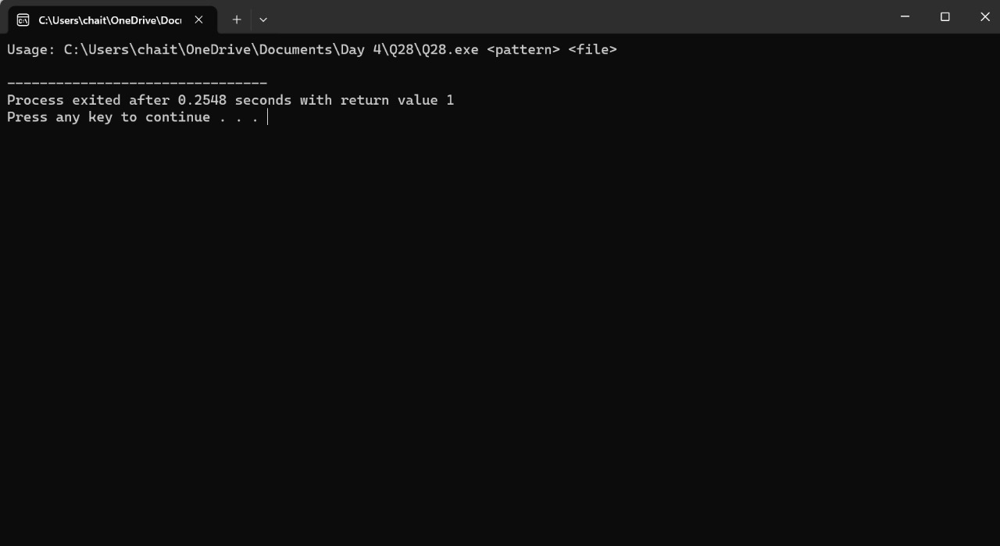 C:\Users\chait\OneDrive\Docu
Usage: C:\Users\chait\OneDrive\Documents\Day 4\Q28\Q28.exe <pattern> <file>
--------------------------------
Process exited after 0.2548 seconds with return value 1
Press any key to continue . . .